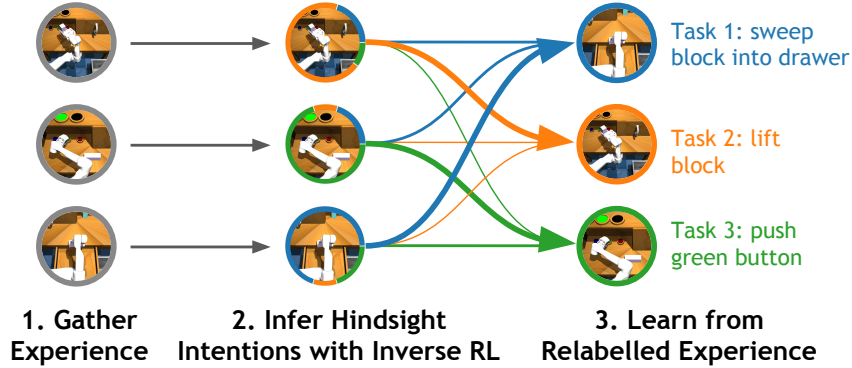 Task 1: sweep
block into drawer
Task 2: lift
block
Task 3: push
green button
1. Gather
Experience
2. Infer Hindsight
Intentions with Inverse RL
3. Learn from
Relabelled Experience